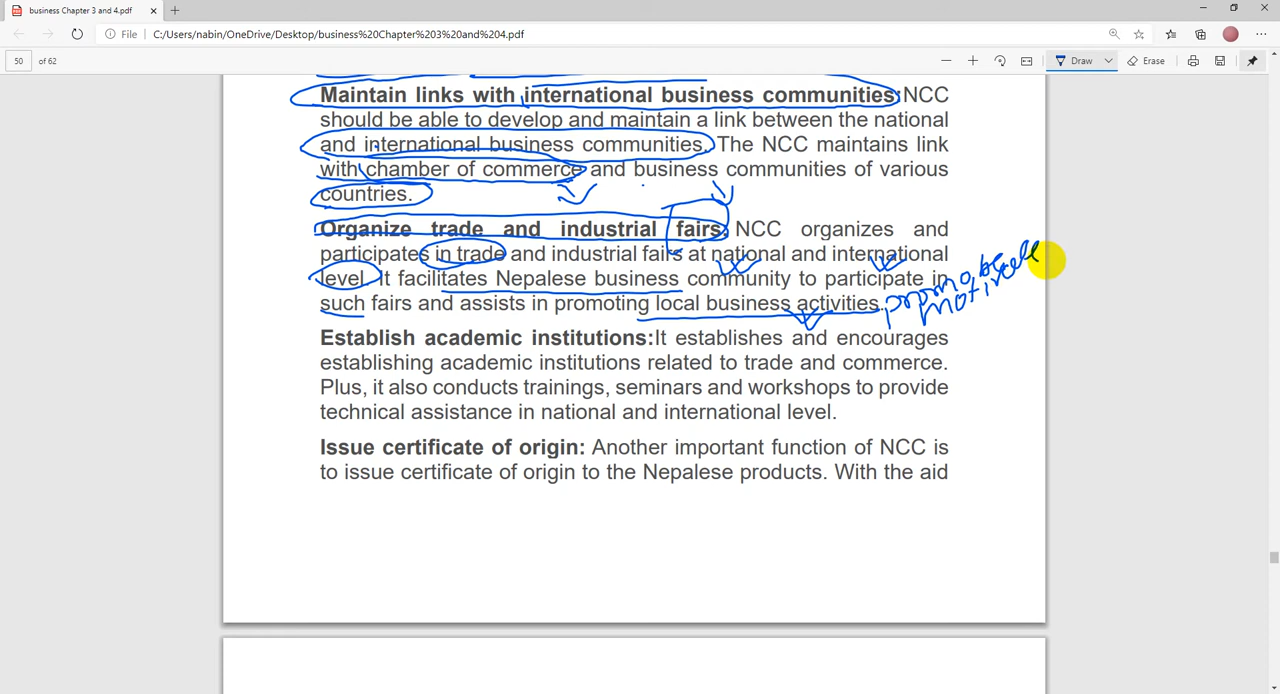 business Chapter 3 and 4.pdf
File
C:/Users/nabin/OneDrive/Desktop/business%20Chapter%203%20and%204.pdf
50 of 62
Draw
Erase
Maintain links with international business communities:NCC
should be able to develop and maintain a link between the national
and international business communities. The NCC maintains link
with chamber of commerce and business communities of various
countries.
Organize trade and industrial fairs:NCC organizes and
participates in trade and industrial fairs at national and international
level. It facilitates Nepalese business community to participate in
such fairs and assists in promoting local business activities.
Establish academic institutions:It establishes and encourages
establishing academic institutions related to trade and commerce.
Plus, it also conducts trainings, seminars and workshops to provide
technical assistance in national and international level.
Issue certificate of origin: Another important function of NCC is
to issue certificate of origin to the Nepalese products. With the aid